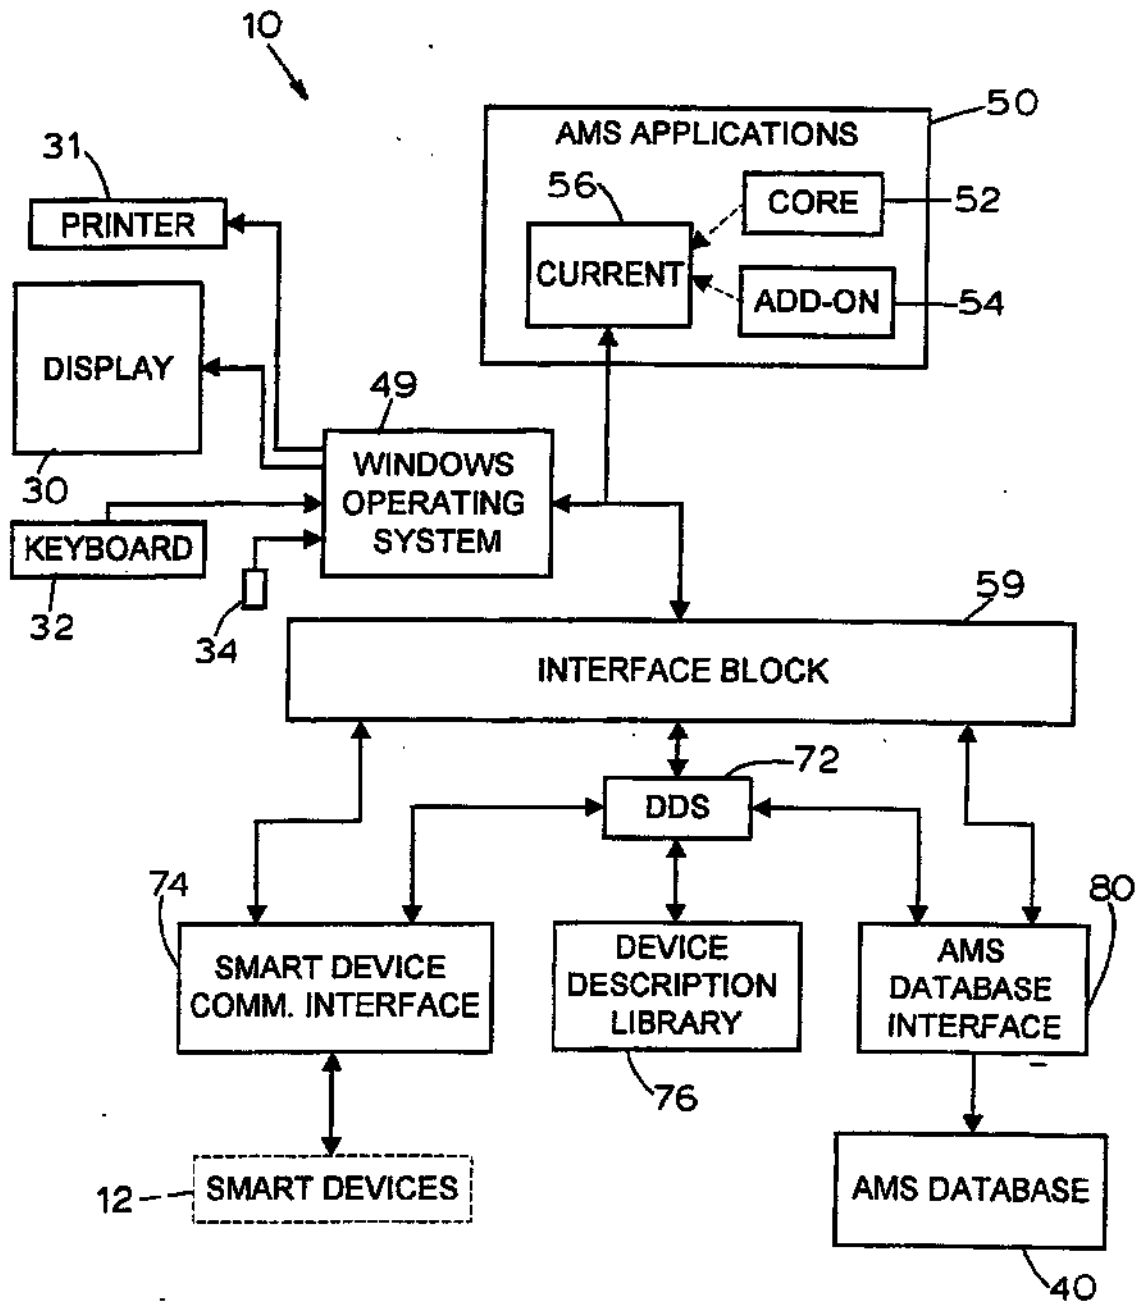 10
50
AMS APPLICATIONS
31
56
CORE
52
PRINTER
CURRENT
ADD-ON
54
DISPLAY
49
30
WINDOWS
OPERATING
SYSTEM
KEYBOARD
32
34
59
INTERFACE BLOCK
72
DDS
74
80
SMART DEVICE
COMM. INTERFACE
DEVICE
DESCRIPTION
LIBRARY
AMS
DATABASE
INTERFACE
76
12
SMART DEVICES
AMS DATABASE
40